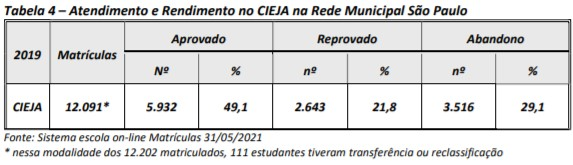 Tabela 4 – Atendimento e Rendimento no CIEJA na Rede Municipal São Paulo
2019 Matrículas Aprovado Reprovado Abandono
Nº % nº % nº %
CIEJA 12.091* 5.932 49,1 2.643 21,8 3.516 29,1
Fonte: Sistema escola on-line Matrículas 31/05/2021
* nessa modalidade dos 12.202 matriculados, 111 estudantes tiveram transferência ou reclassificação